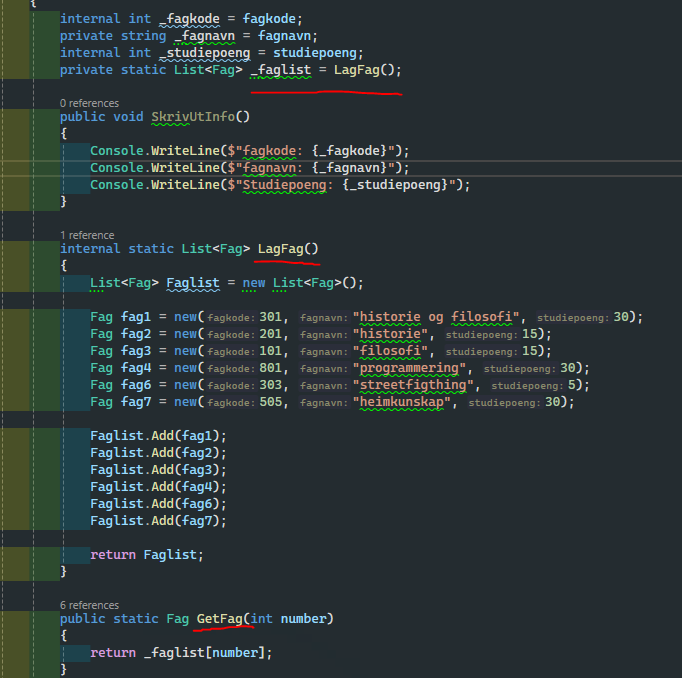 {
internal int _fagkode = fagkode;
private string _fagnavn = fagnavn;
internal int _studiepoeng = studiepoeng;
private static List<Fag> _faglist = LagFag();
0 references
public void SkrivUtInfo()
{
Console.WriteLine($"fagkode: {_fagkode}");
Console.WriteLine($"fagnavn: {_fagnavn}");
Console.WriteLine($"Studiepoeng: {_studiepoeng}");
}
1 reference
internal static List<Fag> LagFag()
{
List<Fag> Faglist = new List<Fag>();
Fag fag1 = new(fagkode: 301, fagnavn: "historie og filosofi", studiepoeng: 30);
Fag fag2 = new(fagkode: 201, fagnavn: "historie", studiepoeng: 15);
Fag fag3 = new(fagkode: 101, fagnavn: "filosofi", studiepoeng: 15);
Fag fag4 = new(fagkode: 801, fagnavn: "programmering", studiepoeng: 30);
Fag fag6 = new(fagkode: 303, fagnavn: "streetfigthing", studiepoeng: 5);
Fag fag7 = new(fagkode: 505, fagnavn: "heimkunskap", studiepoeng: 30);
Faglist.Add(fag1);
Faglist.Add(fag2);
Faglist.Add(fag3);
Faglist.Add(fag4);
Faglist.Add(fag6);
Faglist.Add(fag7);
return Faglist;
}
6 references
public static Fag GetFag(int number)
{
return _faglist[number];
}